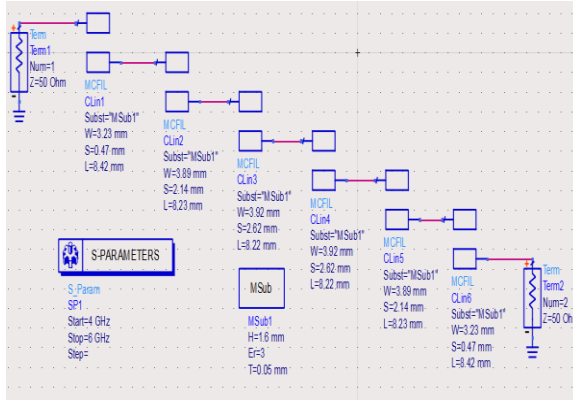 Term
Term1
Num=1
Z=50 Ohm
MCFIL
CLin1
Subst="MSub1"
W=3.23 mm
S=0.47 mm
L=8.42 mm
MCFIL
CLin2
Subst="MSub1"
W=3.89 mm
S=2.14 mm
L=8.23 mm
MCFIL
CLin3
Subst="MSub1"
W=3.92 mm
S=2.62 mm
L=8.22 mm
MCFIL
CLin4
Subst="MSub1"
W=3.92 mm
S=2.62 mm
L=8.22 mm
MCFIL
CLin5
Subst="MSub1"
W=3.89 mm
S=2.14 mm
L=8.23 mm
MCFIL
CLin6
Subst="MSub1"
W=3.23 mm
S=0.47 mm
L=8.42 mm
Term
Term2
Num=2
Z=50 Oh
S-PARAMETERS
S_Param
SP1
Start=4 GHz
Stop=6 GHz
Step=
MSub
MSub1
H=1.6 mm
Er=3
T=0.05 mm